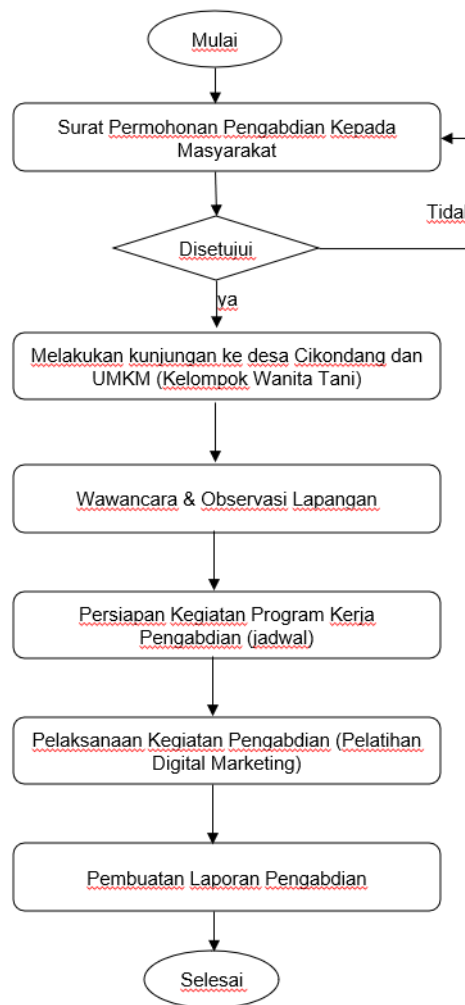 Mulai
Surat Permohonan Pengabdian Kepada
Masyarakat
Tidak
Disetujui
ya
Melakukan kunjungan ke desa Cikondang dan
UMKM (Kelompok Wanita Tani)
Wawancara & Observasi Lapangan
Persiapan Kegiatan Program Kerja
Pengabdian (jadwal)
Pelaksanaan Kegiatan Pengabdian (Pelatihan
Digital Marketing)
Pembuatan Laporan Pengabdian
Selesai